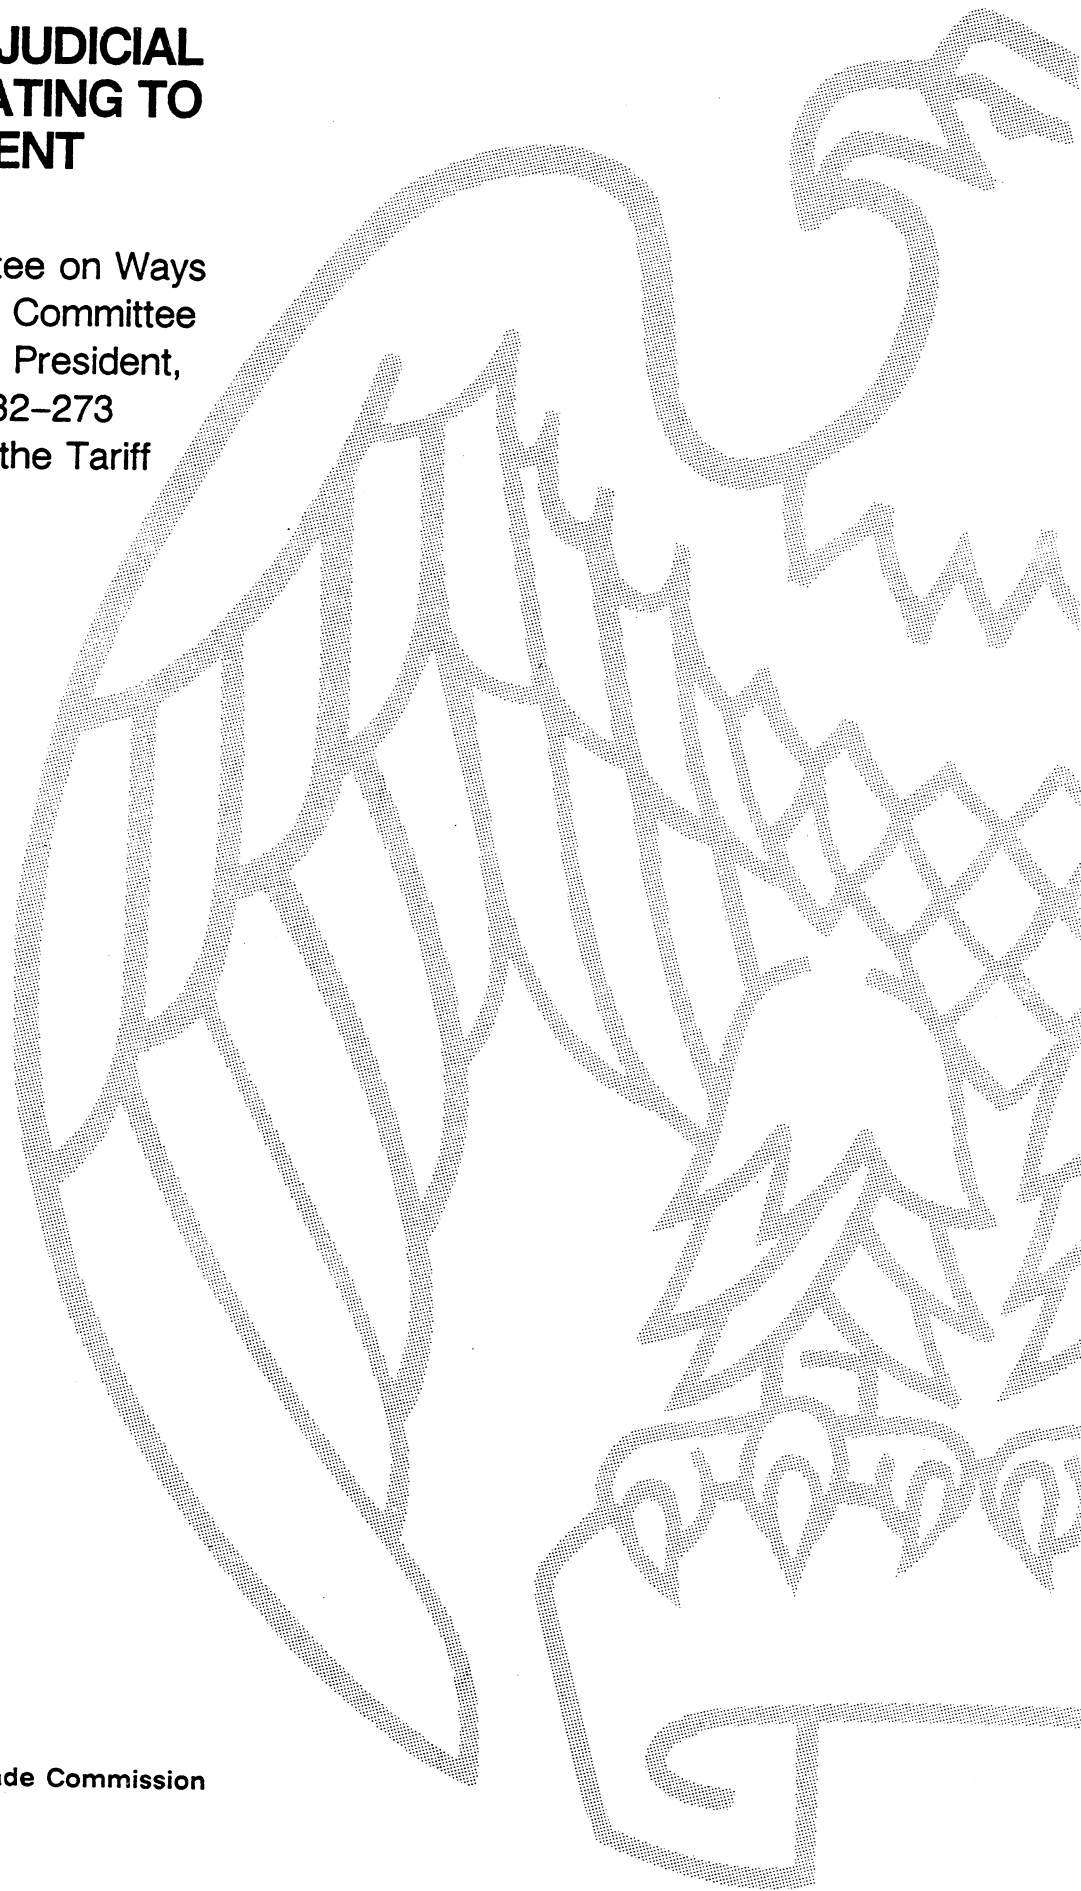 JUDICIAL
ATING TO
ENT
tee on Ways
Committee
President,
32–273
the Tariff
ade Commission